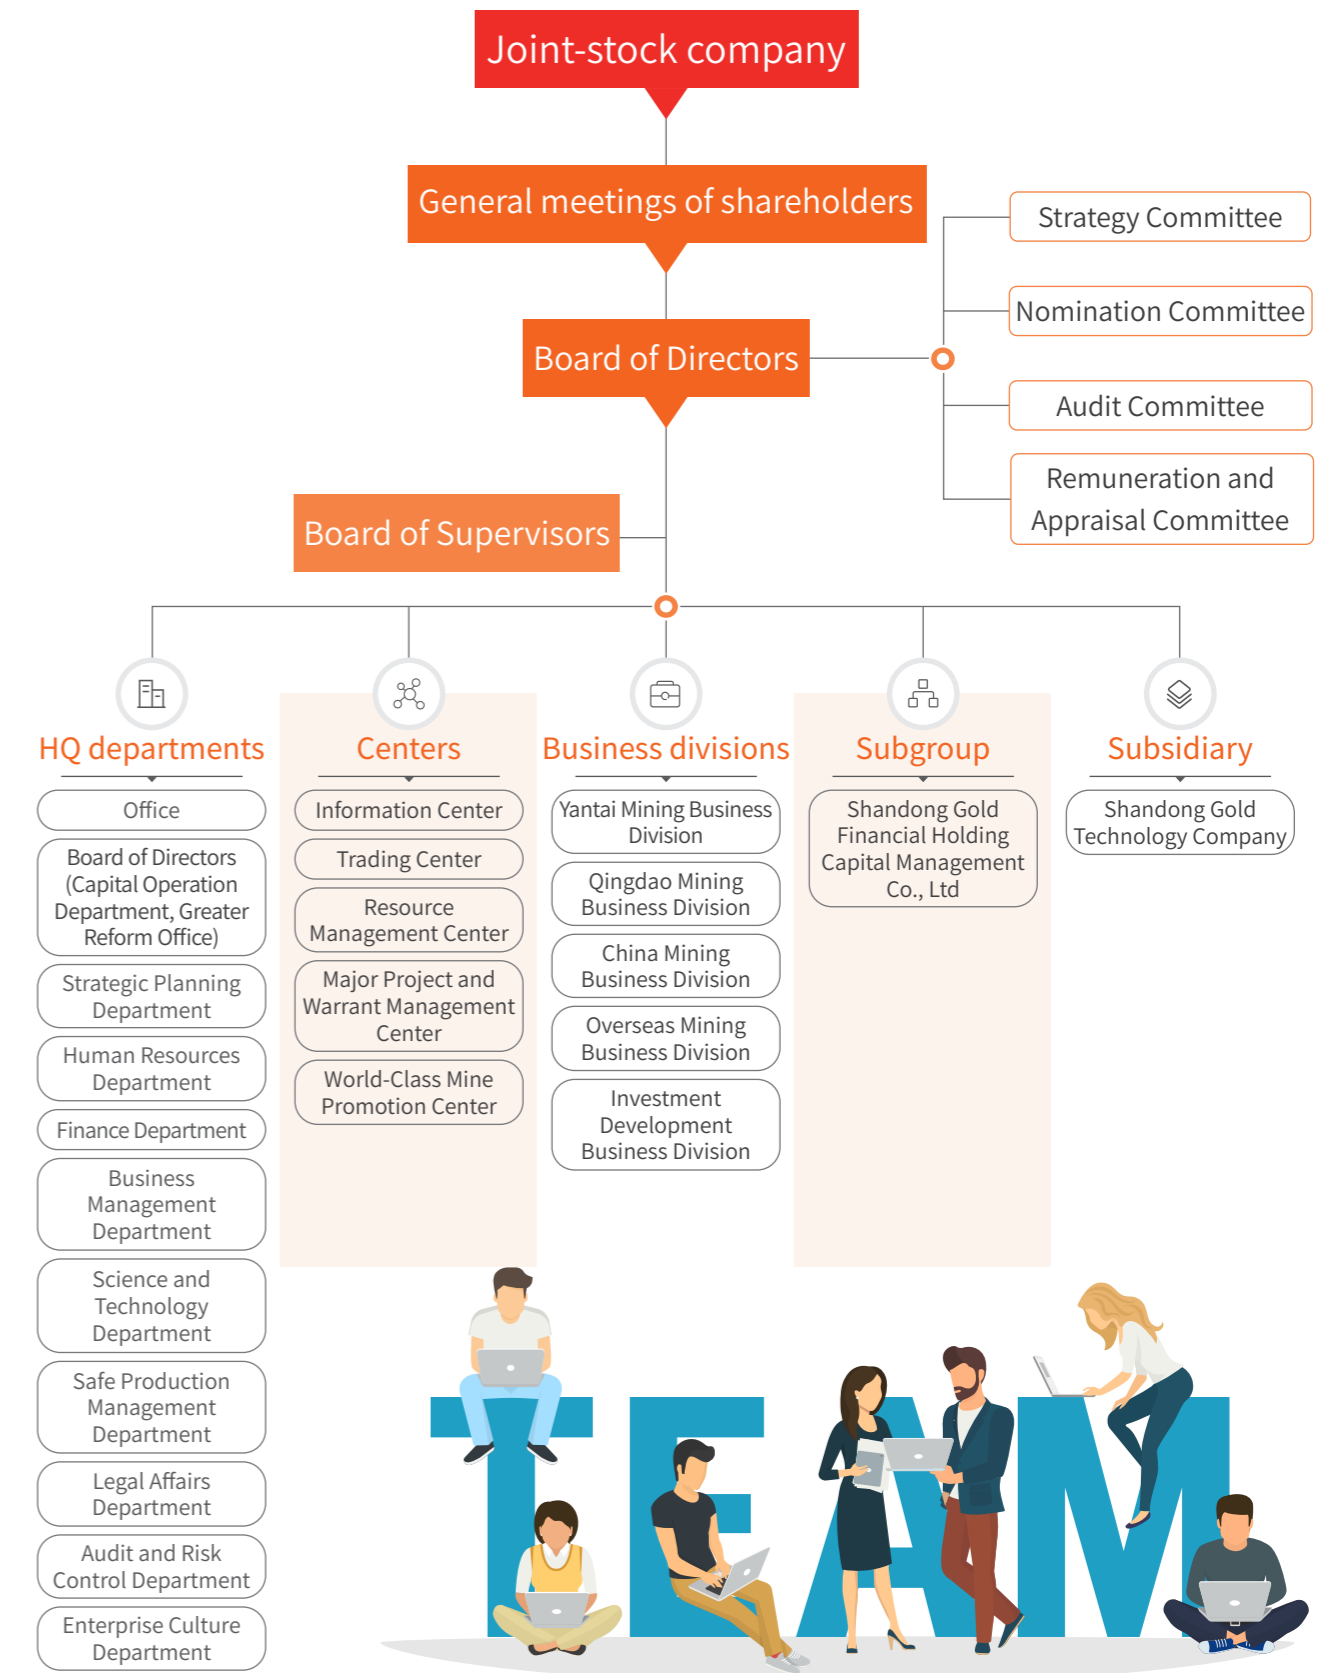 Joint-stock company
General meetings of shareholders
Strategy Committee
Nomination Committee
Board of Directors
Audit Committee
Remuneration and
Appraisal Committee
Board of Supervisors
HQ departments
Office
Board of Directors
(Capital Operation
Department, Greater
Reform Office)
Strategic Planning
Department
Human Resources
Department
Finance Department
Business
Management
Department
Science and
Technology
Department
Safe Production
Management
Department
Legal Affairs
Department
Audit and Risk
Control Department
Enterprise Culture
Department
Centers
Information Center
Trading Center
Resource
Management Center
Major Project and
Warrant Management
Center
World-Class Mine
Promotion Center
Business divisions
Yantai Mining Business
Division
Qingdao Mining
Business Division
China Mining
Business Division
Overseas Mining
Business Division
Investment
Development
Business Division
Subgroup
Shandong Gold
Financial Holding
Capital Management
Co., Ltd
Subsidiary
Shandong Gold
Technology Company
TEAM